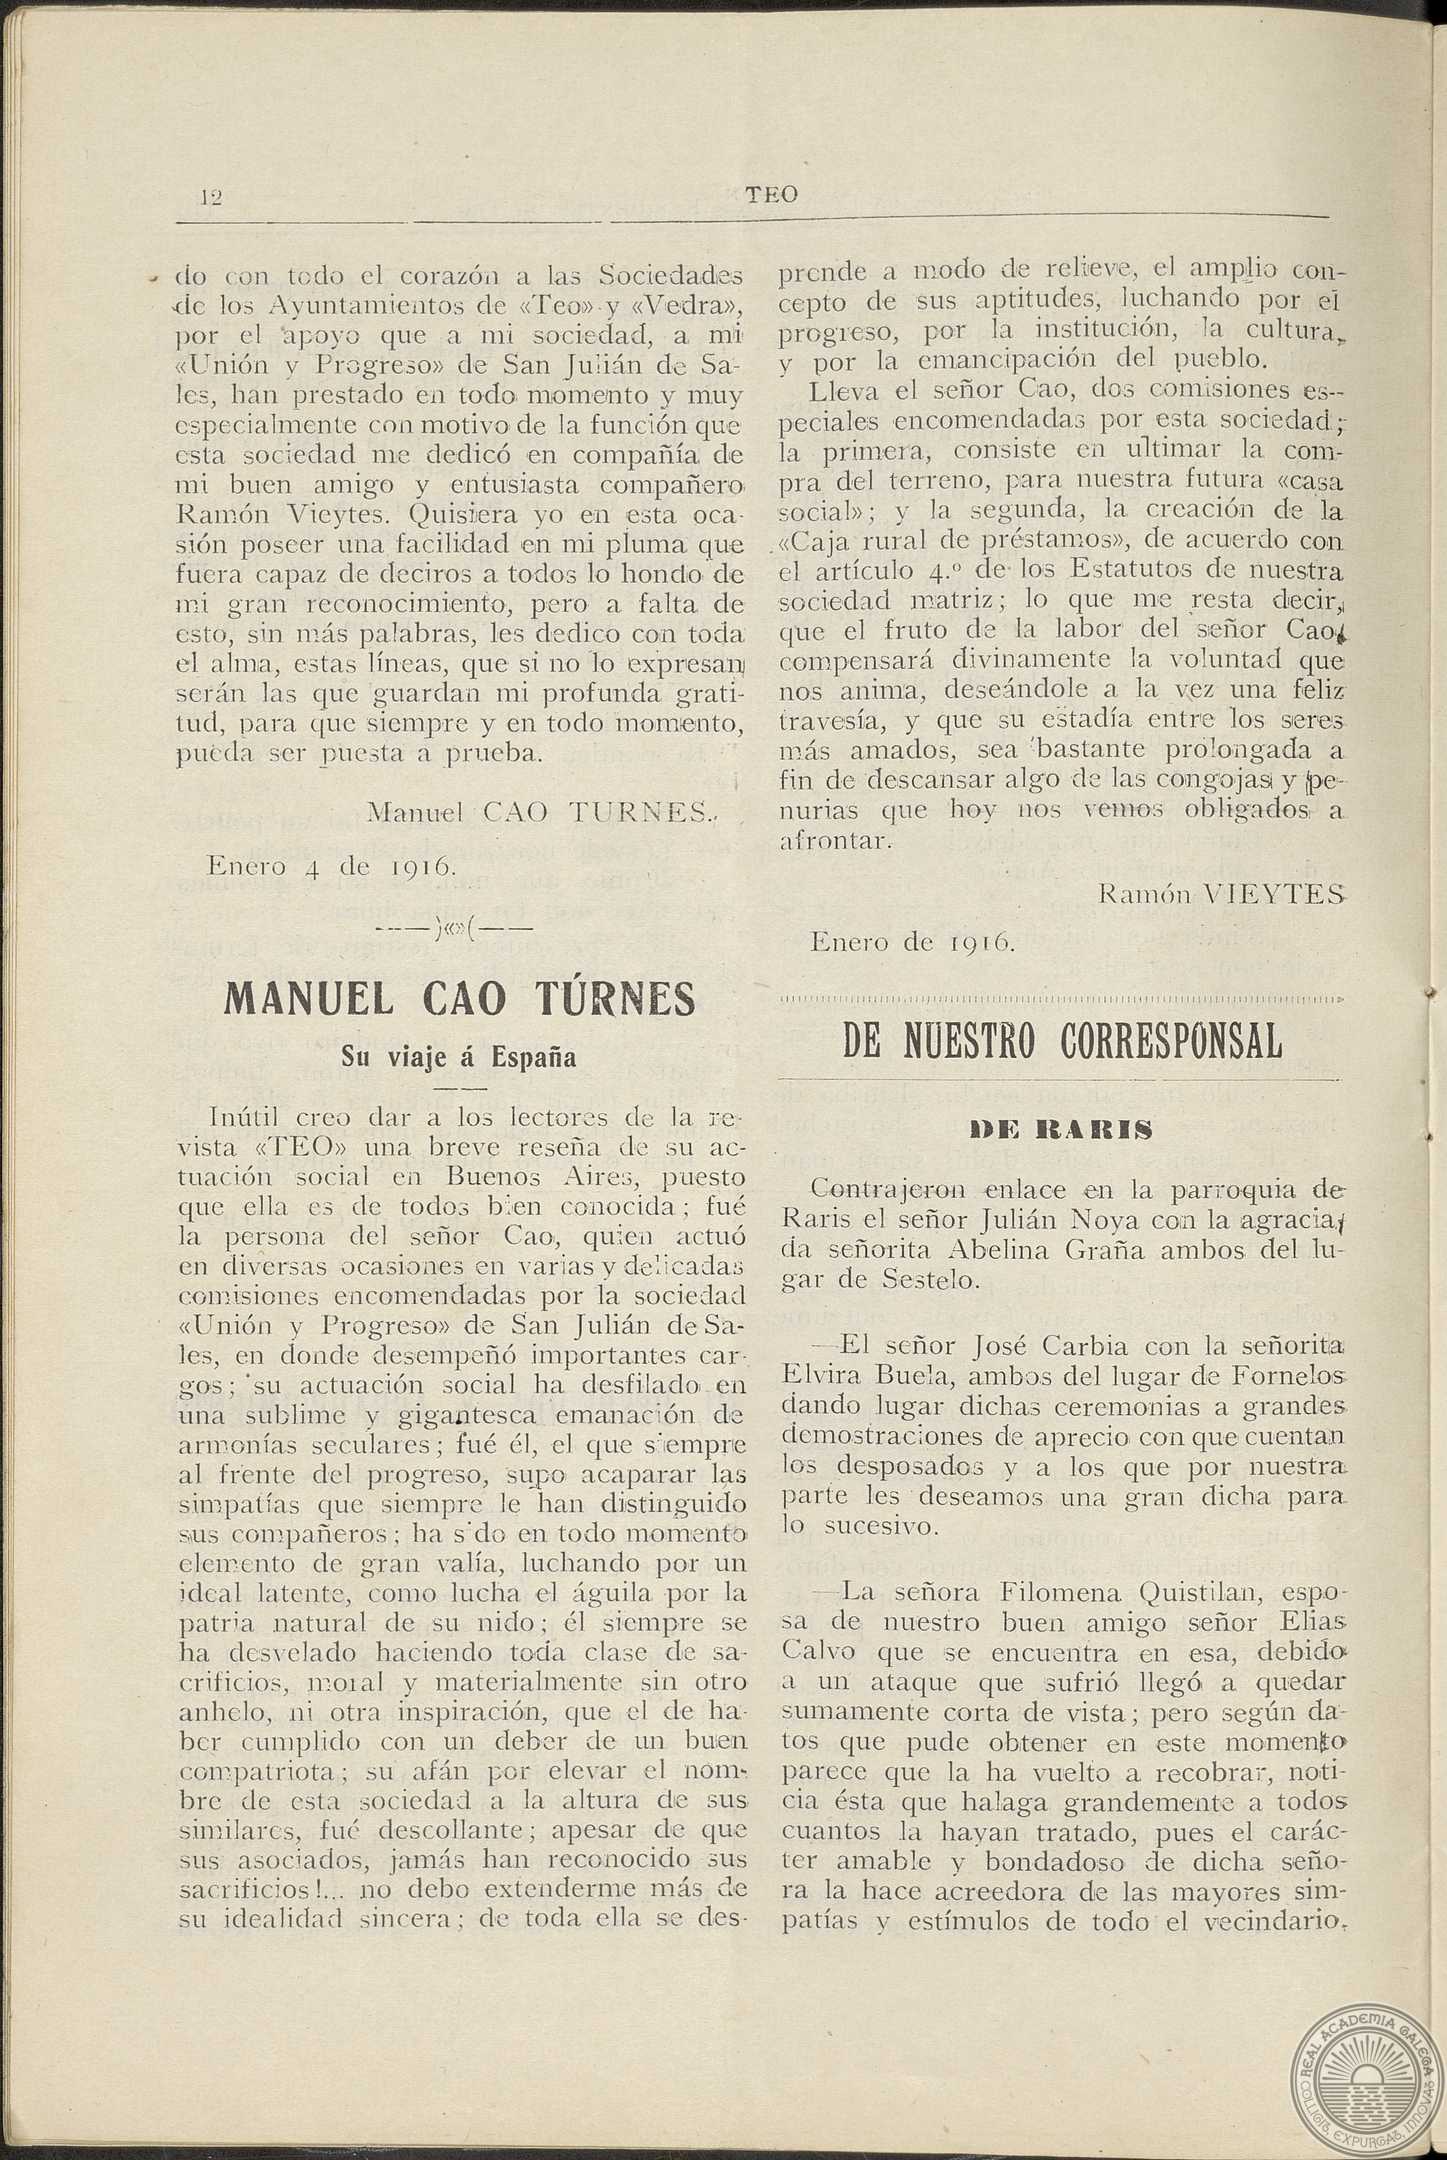 12
TEO
do con todo el corazón a las Sociedades
de los Ayuntamientos de «Teo» y «Vedra»,
por el apoyo que a mi sociedad, a mi
«Unión y Progreso» de San Julián de Sa-
les, han prestado en todo momento y muy
especialmente con motivo de la función que
esta sociedad me dedicó en compañía de
mi buen amigo y entusiasta compañero
Ramón Vieytes. Quisiera yo en esta oca-
sión poseer una facilidad en mi pluma que
fuera capaz de deciros a todos lo hondo de
mi gran reconocimiento, pero a falta de
esto, sin más palabras, les dedico con toda
el alma, estas líneas, que si no lo expresan
serán las que guardan mi profunda grati-
tud, para que siempre y en todo momento,
pueda ser puesta a prueba.
Manuel CAO TURNES.
Enero 4 de 1916.
MANUEL CAO TÚRNES
Su viaje á España
Inútil creo dar a los lectores de la re-
vista «TEO» una breve reseña de su ac-
tuación social en Buenos Aires, puesto
que ella es de todos bien conocida; fué
la persona del señor Cao, quien actuó
en diversas ocasiones en varias y delicadas
comisiones encomendadas por la sociedad
«Unión y Progreso» de San Julián de Sa-
les, en donde desempeñó importantes car-
gos; su actuación social ha desfilado en
una sublime y gigantesca emanación de
armonías seculares; fué él, el que siempre
al frente del progreso, supo acaparar las
simpatías que siempre le han distinguido
sus compañeros; ha sido en todo momento
elemento de gran valía, luchando por un
ideal latente, como lucha el águila por la
patria natural de su nido; él siempre se
ha desvelado haciendo toda clase de sa-
crificios, moral y materialmente sin otro
anhelo, ni otra inspiración, que el de ha-
ber cumplido con un deber de un buen
compatriota; su afán por elevar el nom-
bre de esta sociedad a la altura de sus
similares, fué descollante; apesar de que
sus asociados, jamás han reconocido sus
sacrificios!... no debo extenderme más de
su idealidad sincera; de toda ella se des-
prende a modo de relieve, el amplio con-
cepto de sus aptitudes, luchando por el
progreso, por la institución, la cultura,
y por la emancipación del pueblo.
Lleva el señor Cao, dos comisiones es-
peciales encomendadas por esta sociedad;
la primera, consiste en ultimar la com-
pra del terreno, para nuestra futura «casa
social»; y la segunda, la creación de la
«Caja rural de préstamos», de acuerdo con
el artículo 4.º de los Estatutos de nuestra
sociedad matriz; lo que me resta decir,
que el fruto de la labor del señor Cao,
compensará divinamente la voluntad que
nos anima, deseándole a la vez una feliz
travesía, y que su estadía entre los seres
más amados, sea bastante prolongada a
fin de descansar algo de las congojas y pe-
nurias que hoy nos vemos obligados a
afrontar.
Ramón VIEYTES
Enero de 1916.
DE NUESTRO CORRESPONSAL
DE RARIS
Contrajeron enlace en la parroquia de
Raris el señor Julián Noya con la agracia-
da señorita Abelina Graña ambos del lu-
gar de Sestelo.
—El señor José Carbia con la señorita
Elvira Buela, ambos del lugar de Fornelos
dando lugar dichas ceremonias a grandes
demostraciones de aprecio con que cuentan
los desposados y a los que por nuestra
parte les deseamos una gran dicha para
lo sucesivo.
—La señora Filomena Quistilan, espo-
sa de nuestro buen amigo señor Elias
Calvo que se encuentra en esa, debido
a un ataque que sufrió llegó a quedar
sumamente corta de vista; pero según da-
tos que pude obtener en este momento
parece que la ha vuelto a recobrar, noti-
cia ésta que halaga grandemente a todos
cuantos la hayan tratado, pues el carác-
ter amable y bondadoso de dicha seño-
ra la hace acreedora de las mayores sim-
patías y estímulos de todo el vecindario.
REAL ACADEMIA GALEGA
COLLIGIT, EXPURGAT, INNOVAT